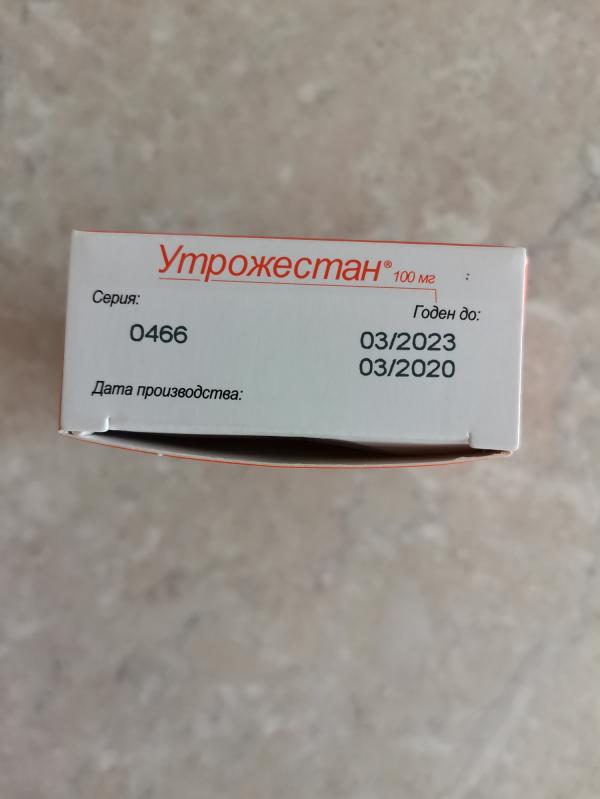 Утрожестан® 100 мг
Серия:
Годен до:
0466
03/2023
03/2020
Дата производства: